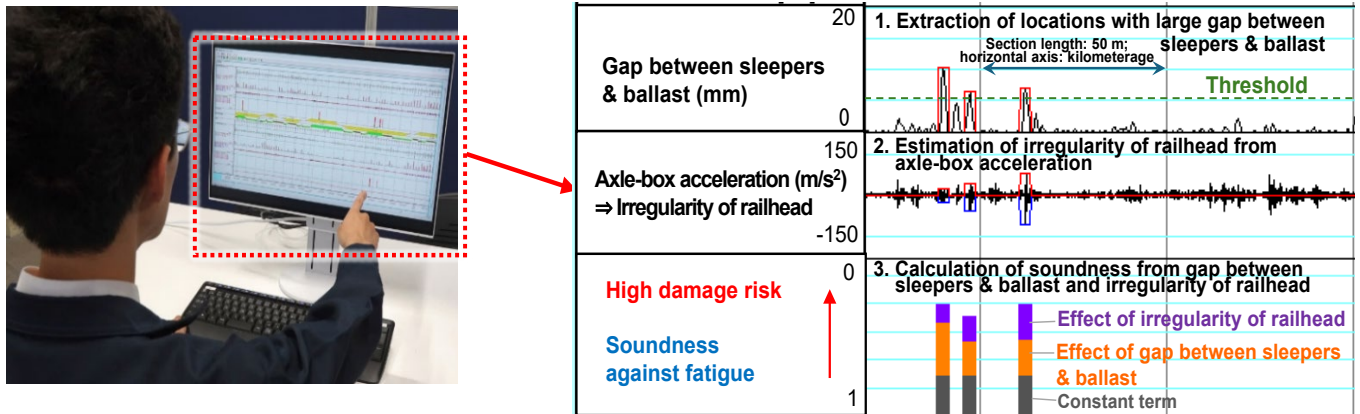 20
Gap between sleepers
& ballast (mm)
0
1. Extraction of locations with large gap between
sleepers & ballast
Section length: 50 m;
horizontal axis: kilometerage
Threshold
150
Axle-box acceleration (m/s²)
⇒ Irregularity of railhead
-150
2. Estimation of irregularity of railhead from
axle-box acceleration
0
High damage risk
Soundness
against fatigue
1
3. Calculation of soundness from gap between
sleepers & ballast and irregularity of railhead
Effect of irregularity of railhead
Effect of gap between sleepers
& ballast
Constant term